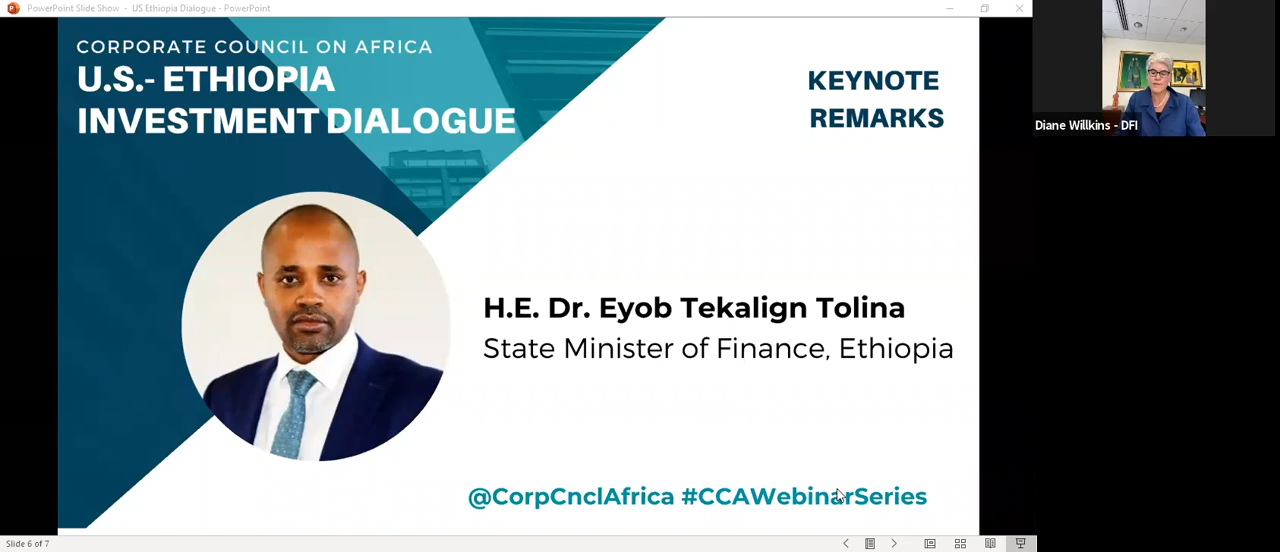 PowerPoint Slide Show - US Ethiopia Dialogue - PowerPoint
CORPORATE COUNCIL ON AFRICA
U.S.- ETHIOPIA
INVESTMENT DIALOGUE
KEYNOTE
REMARKS
Diane Willkins - DFI
H.E. Dr. Eyob Tekalign Tolina
State Minister of Finance, Ethiopia
@CorpCnclAfrica #CCAWebinarSeries
Slide 6 of 7